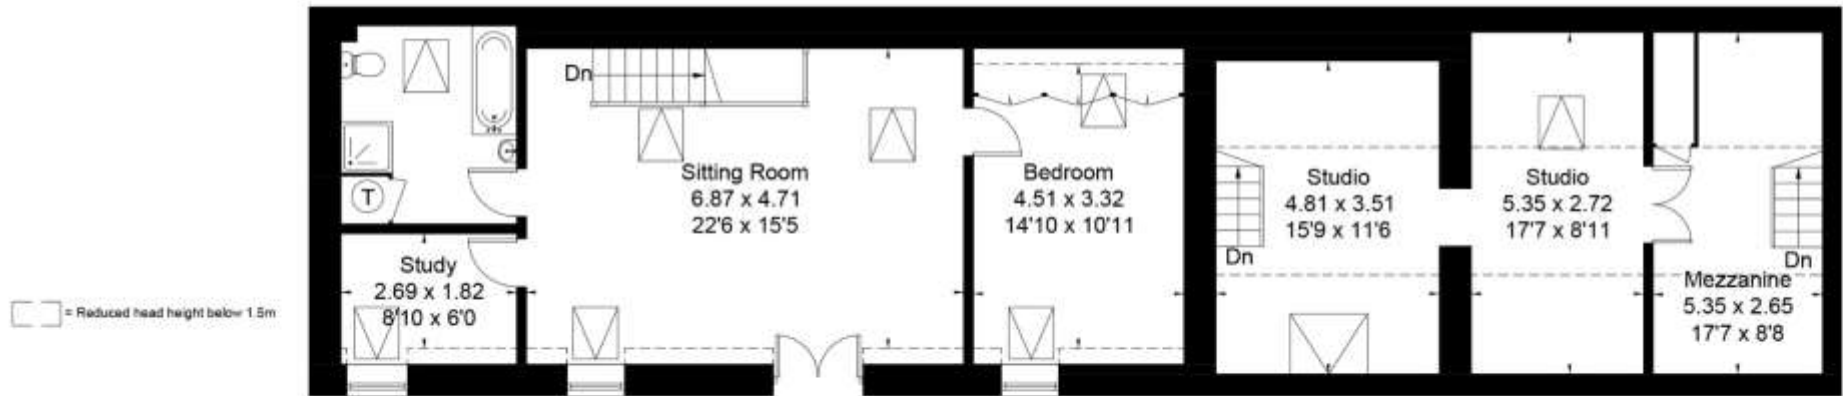 Dn
Sitting Room
6.87 x 4.71
22'6 x 15'5
Bedroom
4.51 x 3.32
14'10 x 10'11
Studio
4.81 x 3.51
15'9 x 11'6
Dn
Studio
5.35 x 2.72
17'7 x 8'11
Dn
Mezzanine
5.35 x 2.65
17'7 x 8'8
T
Study
2.69 x 1.82
8'10 x 6'0
= Reduced head height below 1.5m